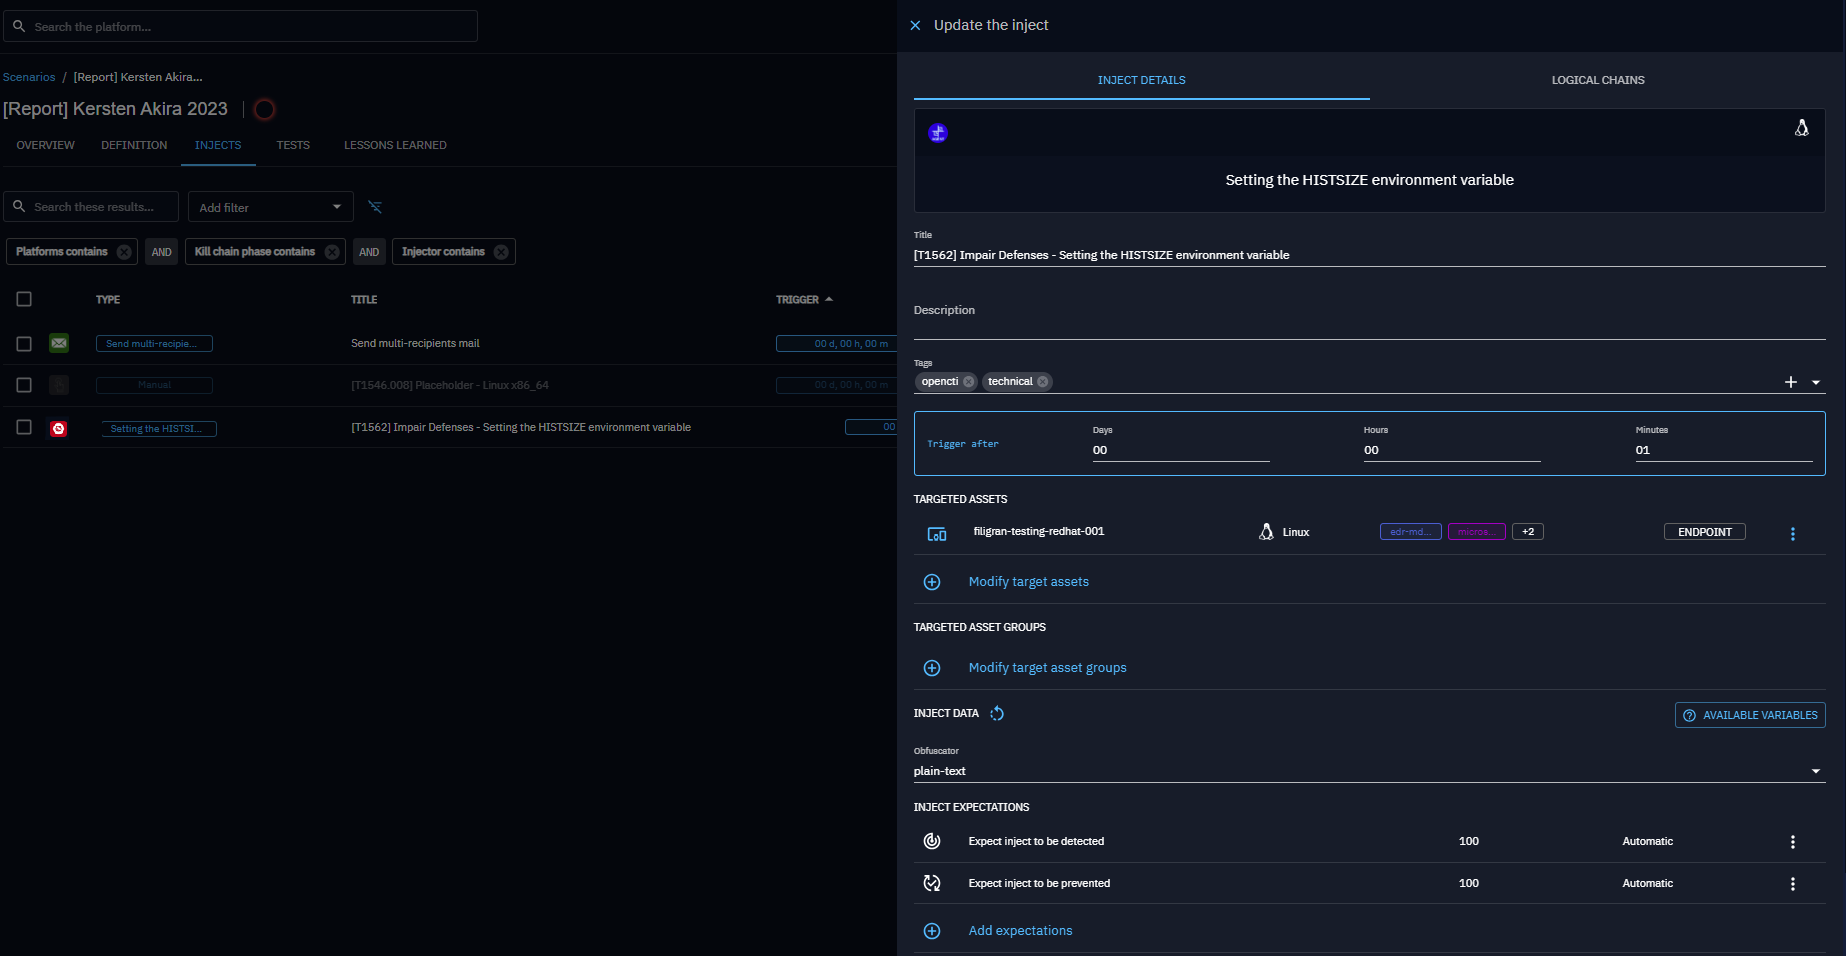 Search the platform...
Scenarios / [Report] Kersten Akira...
[Report] Kersten Akira 2023
OVERVIEW DEFINITION INJECTS TESTS LESSONS LEARNED
Search these results... Add filter
Platforms contains AND Kill chain phase contains AND Injector contains
TYPE TITLE TRIGGER
Send multi-recipie... Send multi-recipients mail 00 d, 00 h, 00 m
Manual [T1546.008] Placeholder - Linux x86_64 00 d, 00 h, 00 m
Setting the HISTSI... [T1562] Impair Defenses - Setting the HISTSIZE environment variable 00
Update the inject
INJECT DETAILS LOGICAL CHAINS
Setting the HISTSIZE environment variable
Title
[T1562] Impair Defenses - Setting the HISTSIZE environment variable
Description
Tags
opencti technical
Trigger after
Days Hours Minutes
00 00 01
TARGETED ASSETS
filigran-testing-redhat-001 Linux edr-md... microa... +2 ENDPOINT
Modify target assets
TARGETED ASSET GROUPS
Modify target asset groups
INJECT DATA AVAILABLE VARIABLES
Obfuscator
plain-text
INJECT EXPECTATIONS
Expect inject to be detected 100 Automatic
Expect inject to be prevented 100 Automatic
Add expectations